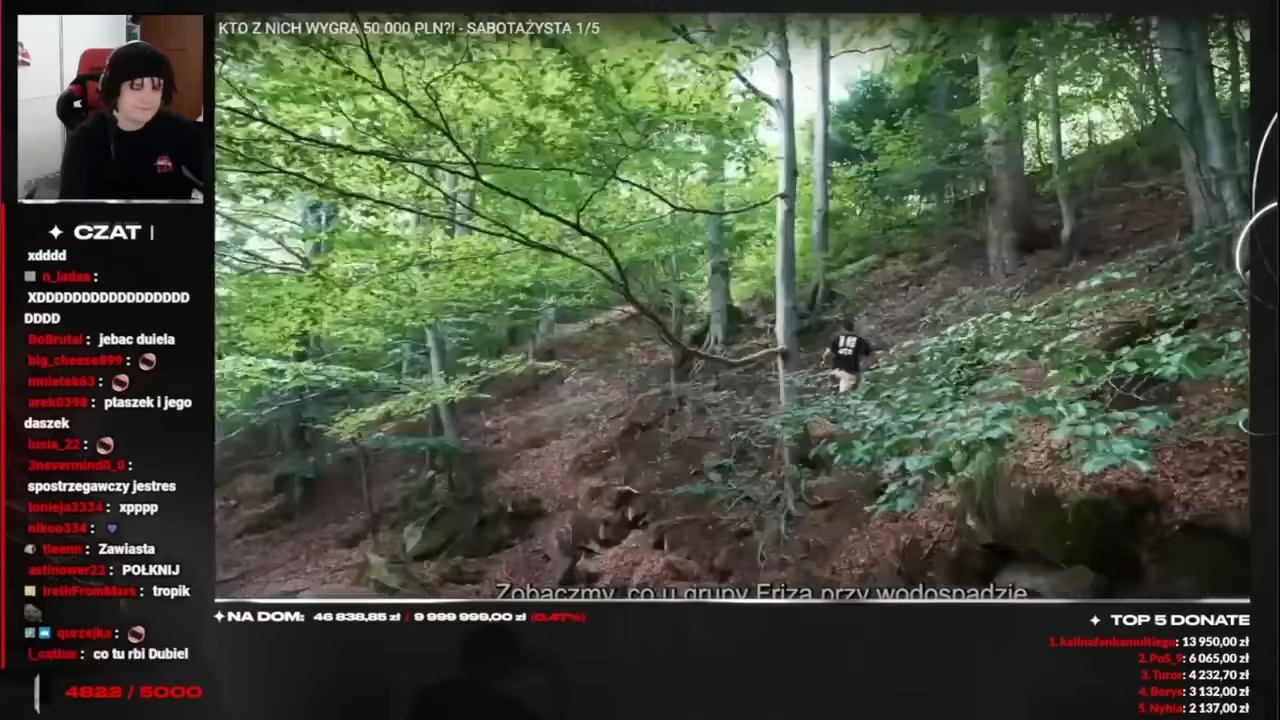 KTO Z NICH WYGRA 50.000 PLN?! - SABOTAŻYSTA 1/5
CZAT
xdddd
n_ladaa :
XDDDDDDDDDDDDDDDDD
DDDD
BoBrutal : jebac duiela
big_cheese899 :
mnietek63 :
arek0398 : ptaszek i jego
daszek
lusia_22 :
3nevermind0_0 :
spostrzegawczy jestres
tonieja3334 : xpppp
nikoo334 :
Zawiasta
astinower22 : POŁKNIJ
IrethFromMars : tropik
qurzejka :
co tu rbi Dubiel
4822 / 5000
Zobaczmy, co u grupy Friza przy wodospadzie
NA DOM: 46 838,85 zł / 9 999 999,00 zł (0.47%)
TOP 5 DONATE
1. kalinafankamultiego: 13 950,00 zł
2. PoS_9: 6 065,00 zł
3. Turor: 4 232,70 zł
4. Borys: 3 132,00 zł
5. Nyhia: 2 137,00 zł